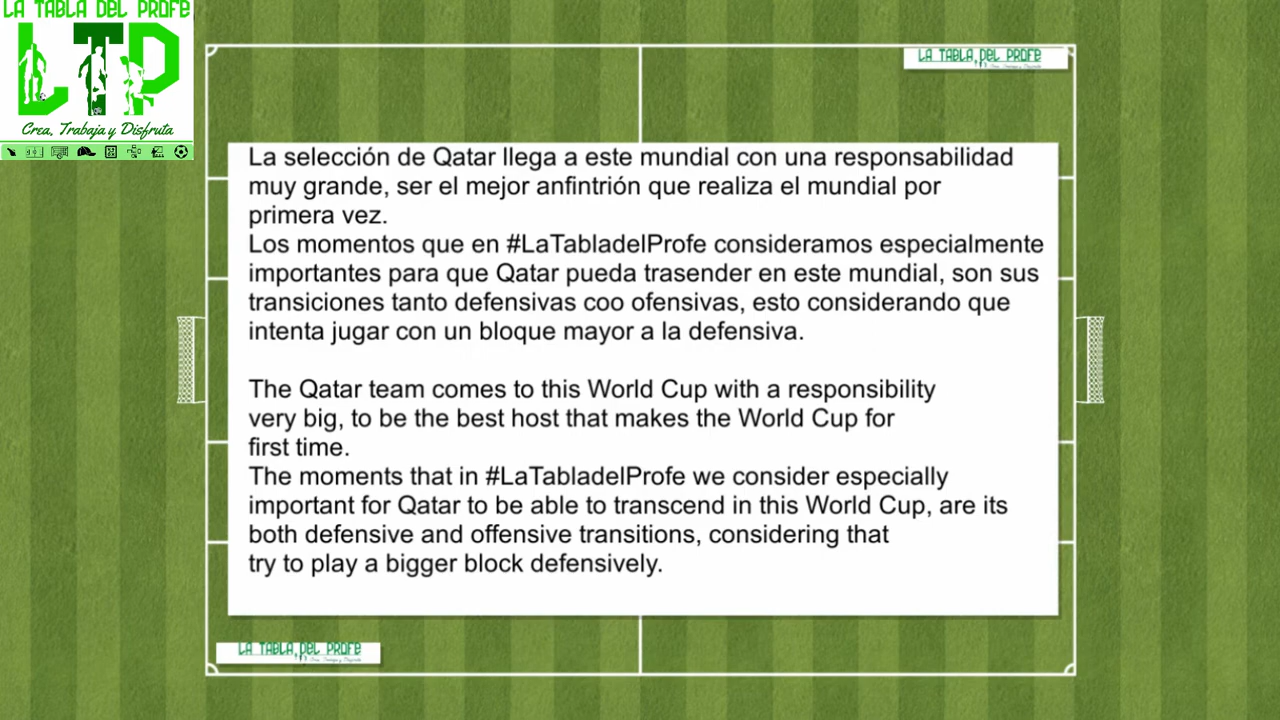 LA TABLA DEL PROFE
LTP
Crea, Trabaja y Disfruta
LA TABLA DEL PROFE
La selección de Qatar llega a este mundial con una responsabilidad
muy grande, ser el mejor anfintrión que realiza el mundial por
primera vez.
Los momentos que en #LaTabladelProfe consideramos especialmente
importantes para que Qatar pueda trasender en este mundial, son sus
transiciones tanto defensivas coo ofensivas, esto considerando que
intenta jugar con un bloque mayor a la defensiva.
The Qatar team comes to this World Cup with a responsibility
very big, to be the best host that makes the World Cup for
first time.
The moments that in #LaTabladelProfe we consider especially
important for Qatar to be able to transcend in this World Cup, are its
both defensive and offensive transitions, considering that
try to play a bigger block defensively.
LA TABLA DEL PROFE